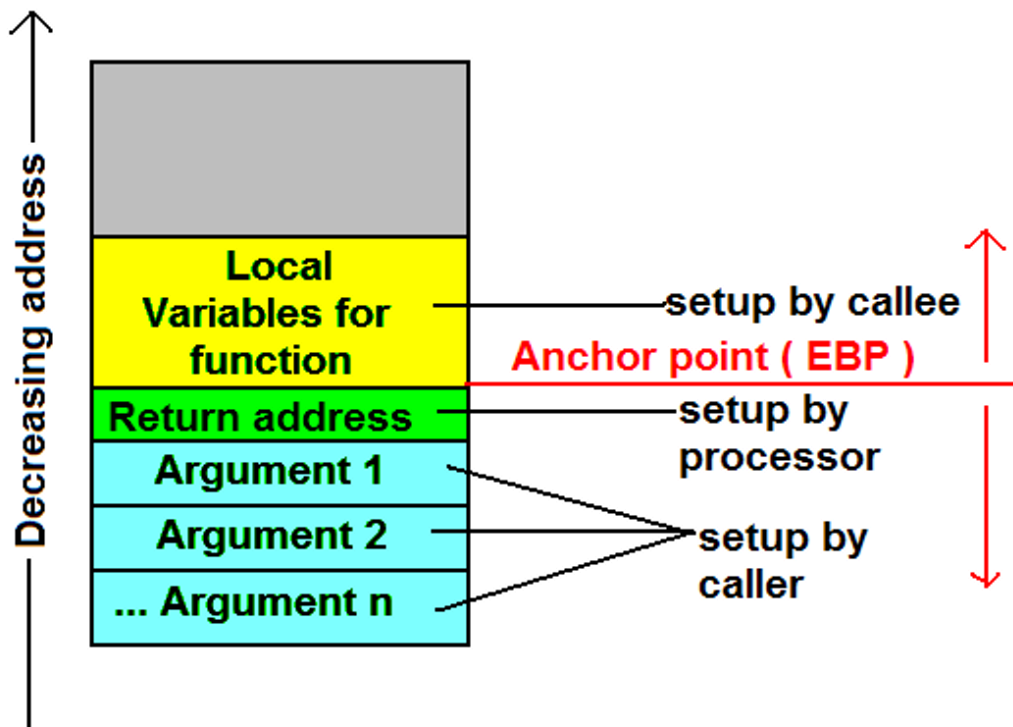 Decreasing address
Local
Variables for
function
setup by callee
Anchor point ( EBP )
Return address
setup by
processor
Argument 1
Argument 2
... Argument n
setup by
caller